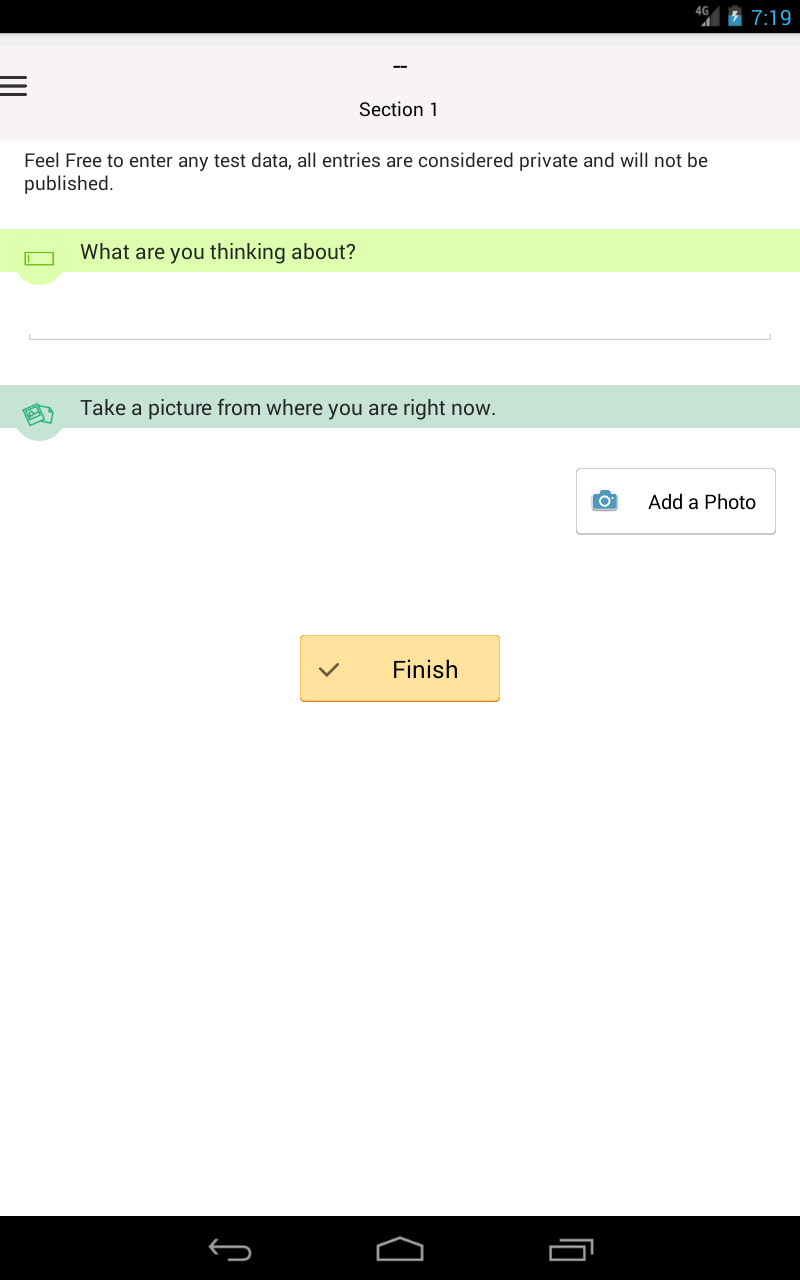 4G 7:19
--
Section 1
Feel Free to enter any test data, all entries are considered private and will not be
published.
What are you thinking about?
Take a picture from where you are right now.
Add a Photo
Finish